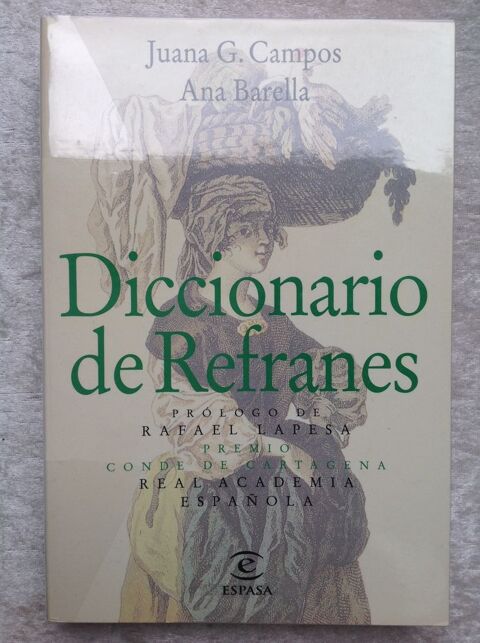 Juana G. Campos
Ana Barella
Diccionario
de Refranes
PRÓLOGO DE
RAFAEL LAPESA
PREMIO
CONDE DE CARTAGENA
REAL ACADEMIA
ESPAÑOLA
e
ESPASA